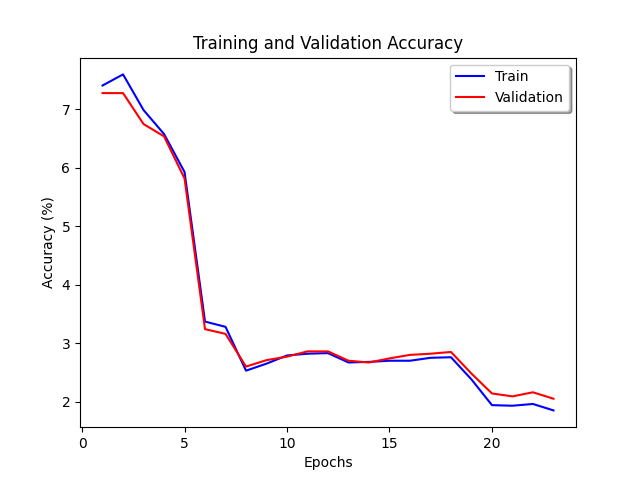 Training and Validation Accuracy
Train
Validation
Accuracy (%)
7
6
5
4
3
2
0 5 10 15 20
Epochs